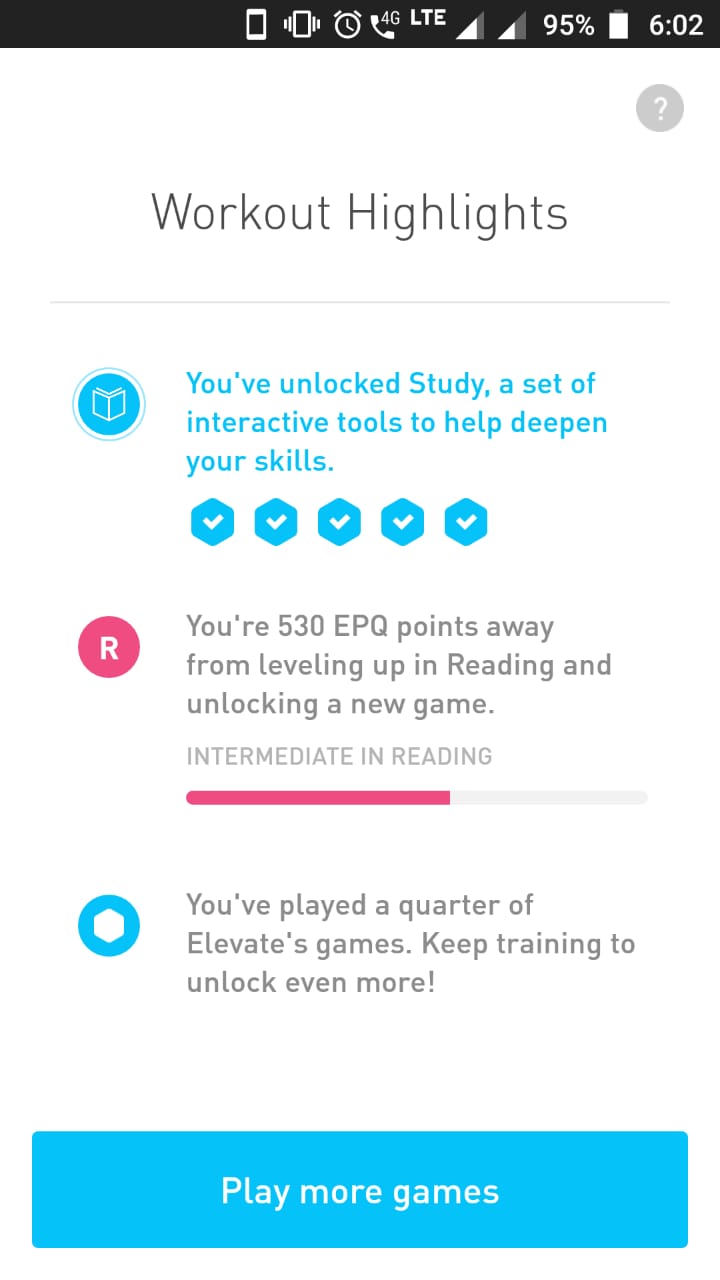 4G LTE 95% 6:02
?
Workout Highlights
You've unlocked Study, a set of
interactive tools to help deepen
your skills.
R
You're 530 EPQ points away
from leveling up in Reading and
unlocking a new game.
INTERMEDIATE IN READING
You've played a quarter of
Elevate's games. Keep training to
unlock even more!
Play more games